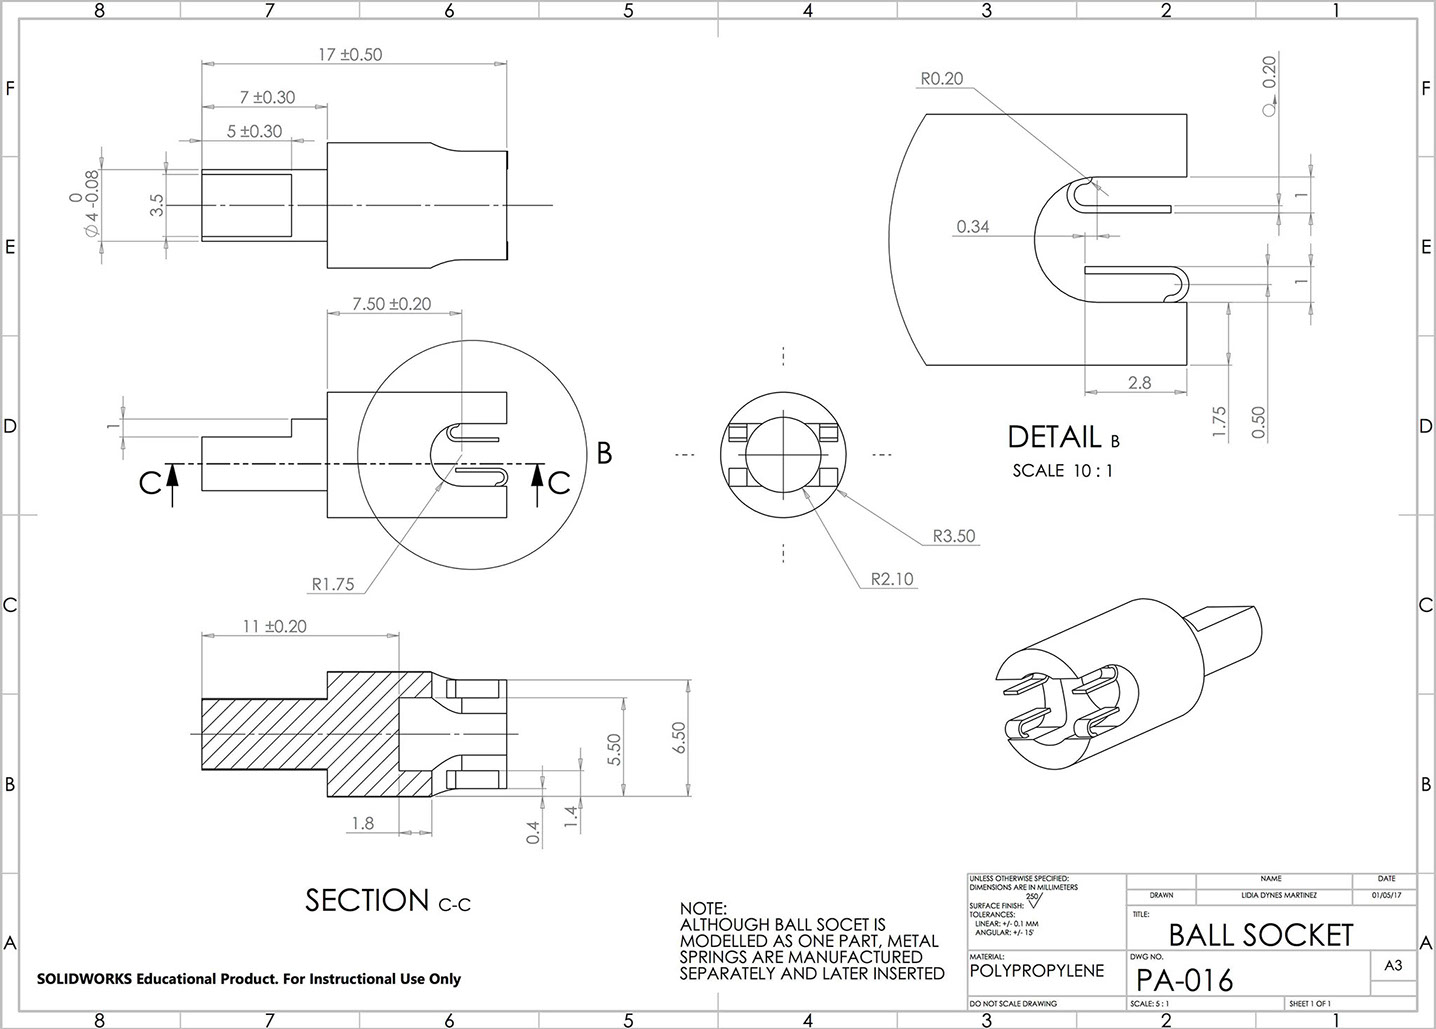 8 7 6 5 4 3 2 1
F
E
D
C
B
A
F
E
D
C
B
A
17 ±0.50
7 ±0.30
5 ±0.30
0
Ø 4 -0.08
3.5
7.50 ±0.20
1
C
C
B
R1.75
R3.50
R2.10
R0.20
0.20
0.34
1
1
2.8
1.75
0.50
DETAIL B
SCALE 10 : 1
11 ±0.20
5.50
6.50
1.8
0.4
1.4
SECTION C-C
NOTE:
ALTHOUGH BALL SOCET IS
MODELLED AS ONE PART, METAL
SPRINGS ARE MANUFACTURED
SEPARATELY AND LATER INSERTED
SOLIDWORKS Educational Product. For Instructional Use Only
UNLESS OTHERWISE SPECIFIED:
DIMENSIONS ARE IN MILLIMETERS
250
SURFACE FINISH:
TOLERANCES:
LINEAR: +/- 0.1 MM
ANGULAR: +/- 15'
NAME DATE
DRAWN LIDIA DYNES MARTINEZ 01/05/17
TITLE:
BALL SOCKET
MATERIAL:
POLYPROPYLENE
DWG NO.
PA-016
A3
DO NOT SCALE DRAWING
SCALE: 5 : 1
SHEET 1 OF 1
8 7 6 5 4 3 2 1